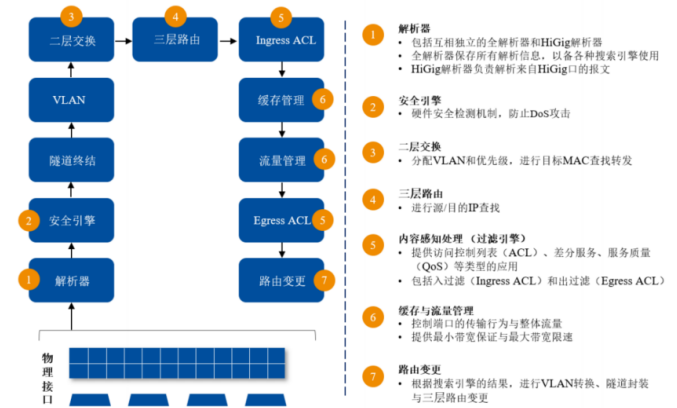 3
4
5
二层交换
三层路由
Ingress ACL
VLAN
缓存管理
6
隧道终结
流量管理
6
2
安全引擎
Egress ACL
5
1
解析器
路由变更
7
物理接口
1
解析器
• 包括互相独立的全解析器和HiGig解析器
• 全解析器保存所有解析信息，以备各种搜索引擎使用
• HiGig解析器负责解析来自HiGig口的报文
2
安全引擎
• 硬件安全检测机制，防止DoS攻击
3
二层交换
• 分配VLAN和优先级，进行目标MAC查找转发
4
三层路由
• 进行源/目的IP查找
5
内容感知处理（过滤引擎）
• 提供访问控制列表（ACL）、差分服务、服务质量
（QoS）等类型的应用
• 包括入过滤（Ingress ACL）和出过滤（Egress ACL）
6
缓存与流量管理
• 控制端口的传输行为与整体流量
• 提供最小带宽保证与最大带宽限速
7
路由变更
• 根据搜索引擎的结果，进行VLAN转换、隧道封装
与三层路由变更